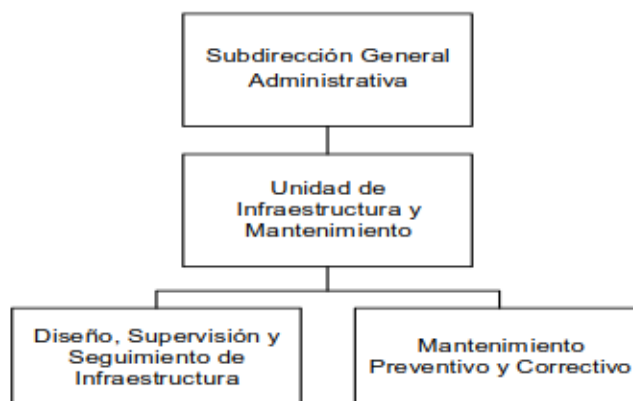 Subdirección General
Administrativa
Unidad de
Infraestructura y
Mantenimiento
Diseño, Supervisión y
Seguimiento de
Infraestructura
Mantenimiento
Preventivo y Correctivo